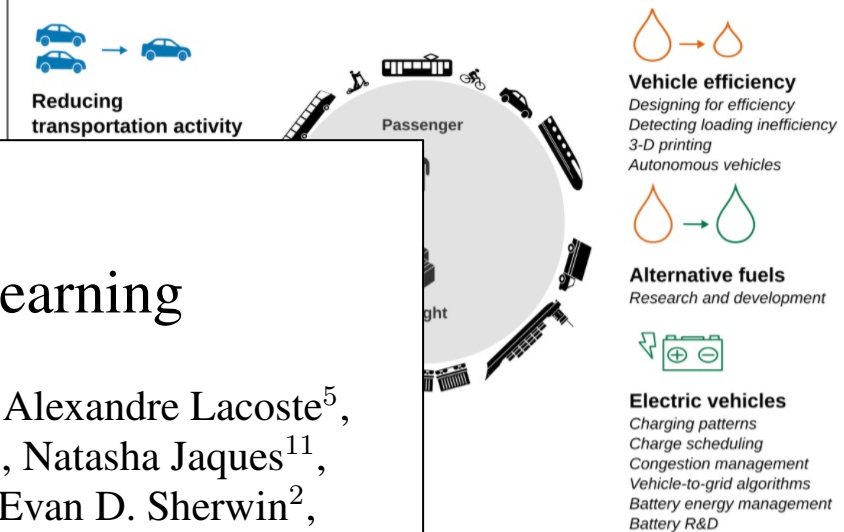 Reducing
transportation activity
Passenger
Vehicle efficiency
Designing for efficiency
Detecting loading inefficiency
3-D printing
Autonomous vehicles
Alternative fuels
Research and development
Electric vehicles
Charging patterns
Charge scheduling
Congestion management
Vehicle-to-grid algorithms
Battery energy management
Battery R&D
ght
earning
Alexandre Lacoste⁵,
, Natasha Jaques¹¹,
Evan D. Sherwin²,